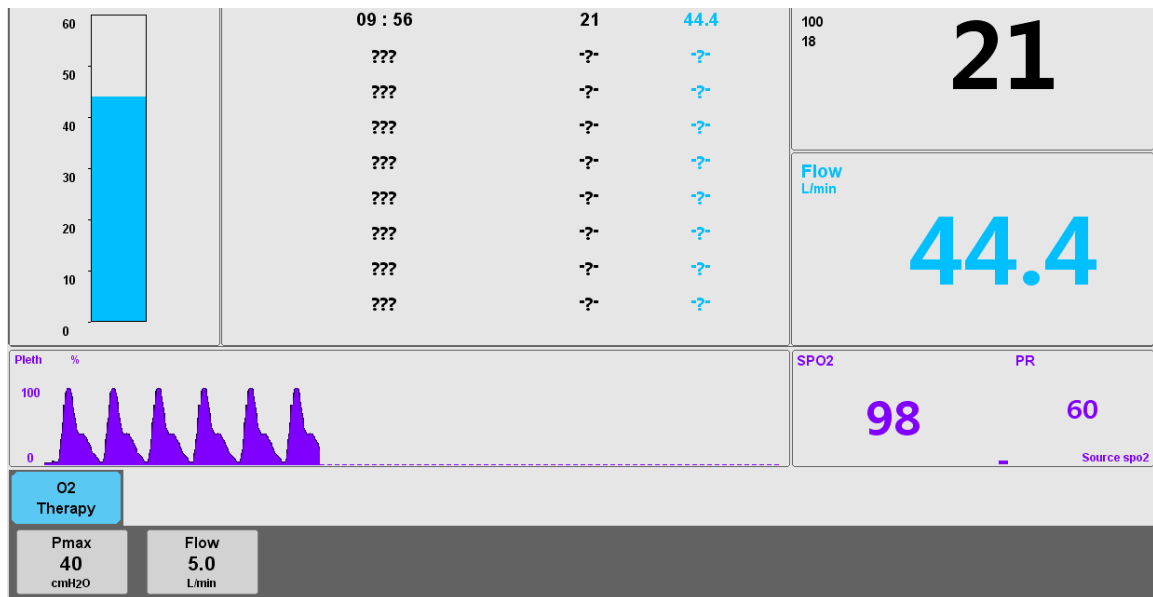 60
50
40
30
20
10
0
09 : 56 21 44.4
??? -?- -?-
??? -?- -?-
??? -?- -?-
??? -?- -?-
??? -?- -?-
??? -?- -?-
??? -?- -?-
??? -?- -?-
100
18
21
Flow
L/min
44.4
Pleth %
100
0
SPO2 PR
98 60
Source spo2
O2
Therapy
Pmax
40
cmH2O
Flow
5.0
L/min